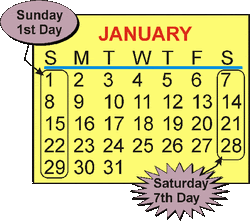 Sunday
1st Day
JANUARY
S M T W T F S
1 2 3 4 5 6 7
8 9 10 11 12 13 14
15 16 17 18 19 20 21
22 23 24 25 26 27 28
29 30 31
Saturday
7th Day